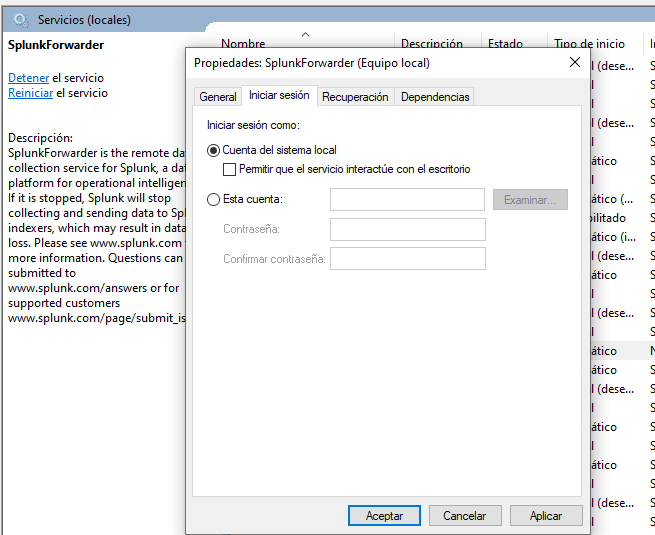 Servicios (locales)
SplunkForwarder
Detener el servicio
Reiniciar el servicio
Descripción:
SplunkForwarder is the remote da
collection service for Splunk, a dat
platform for operational intelligen
If it is stopped, Splunk will stop
collecting and sending data to Spl
indexers, which may result in data
loss. Please see www.splunk.com
more information. Questions can
submitted to
www.splunk.com/answers or for
supported customers
www.splunk.com/page/submit_is
Nombre Descripción Estado Tipo de inicio
Propiedades: SplunkForwarder (Equipo local)
General Iniciar sesión Recuperación Dependencias
Iniciar sesión como:
Cuenta del sistema local
Permitir que el servicio interactúe con el escritorio
Esta cuenta:
Examinar...
Contraseña:
Confirmar contraseña:
Aceptar Cancelar Aplicar
l (dese... S
l S
l S
l (dese... S
l S
ático S
l S
ático (... S
bilitado S
ático (i... S
l (dese... S
ático S
l S
l (dese... S
l S
ático N
ático S
l (dese... S
l S
ático S
l S
ático S
l S
l (dese... S
l S